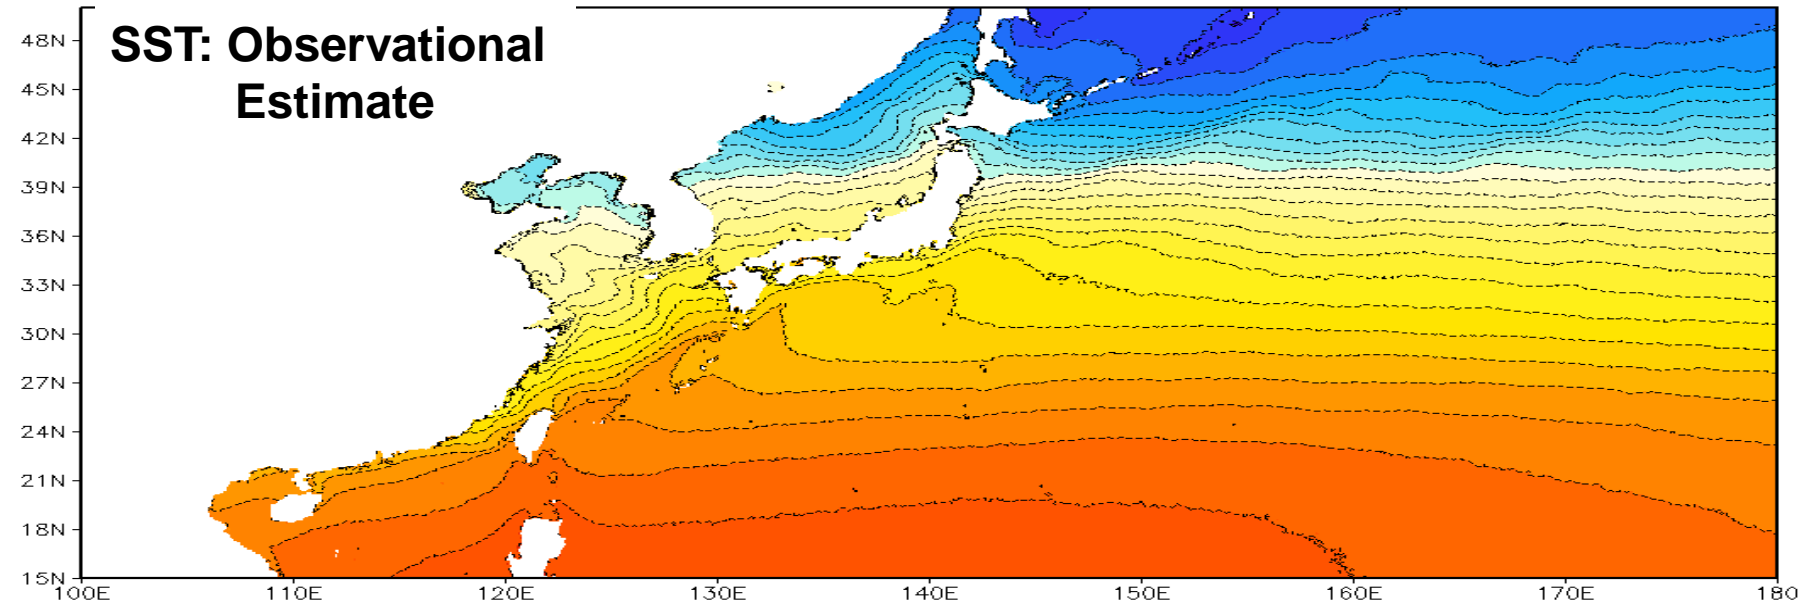 SST: Observational
Estimate
48N
45N
42N
39N
36N
33N
30N
27N
24N
21N
18N
15N
100E 110E 120E 130E 140E 150E 160E 170E 180